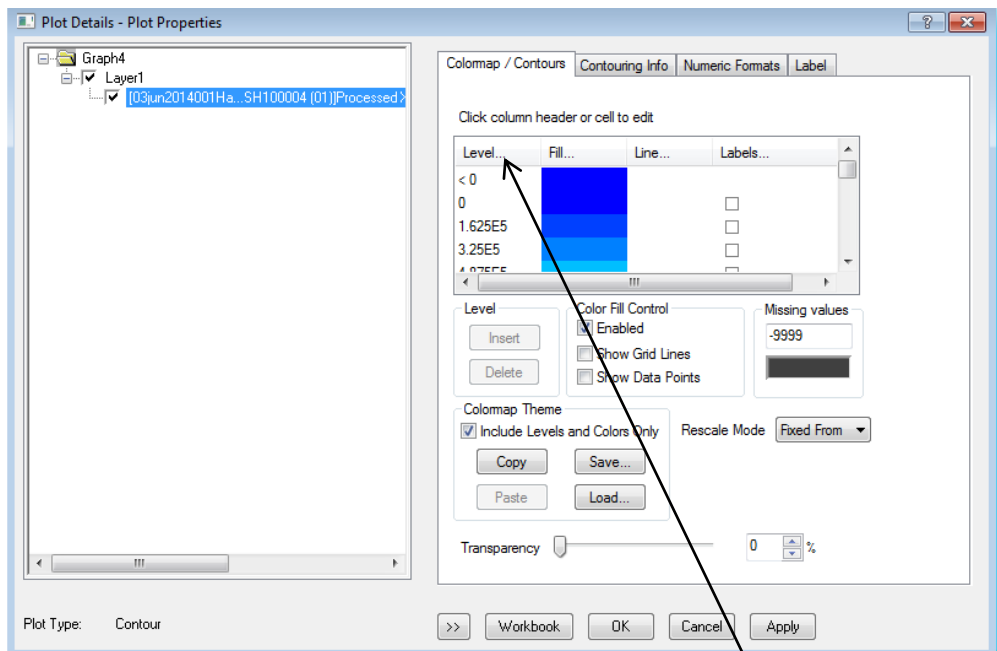 Plot Details - Plot Properties
Graph4
Layer1
[03jun2014001Ha...SH100004 (01)]Processed
Colormap / Contours Contouring Info Numeric Formats Label
Click column header or cell to edit
Level... Fill... Line... Labels...
< 0
0
1.625E5
3.25E5
4.875E5
Level
Insert
Delete
Color Fill Control
Enabled
Show Grid Lines
Show Data Points
Missing values
-9999
Colormap Theme
Include Levels and Colors Only
Copy Save...
Paste Load...
Rescale Mode Fixed From
Transparency 0 %
Plot Type: Contour
>> Workbook OK Cancel Apply